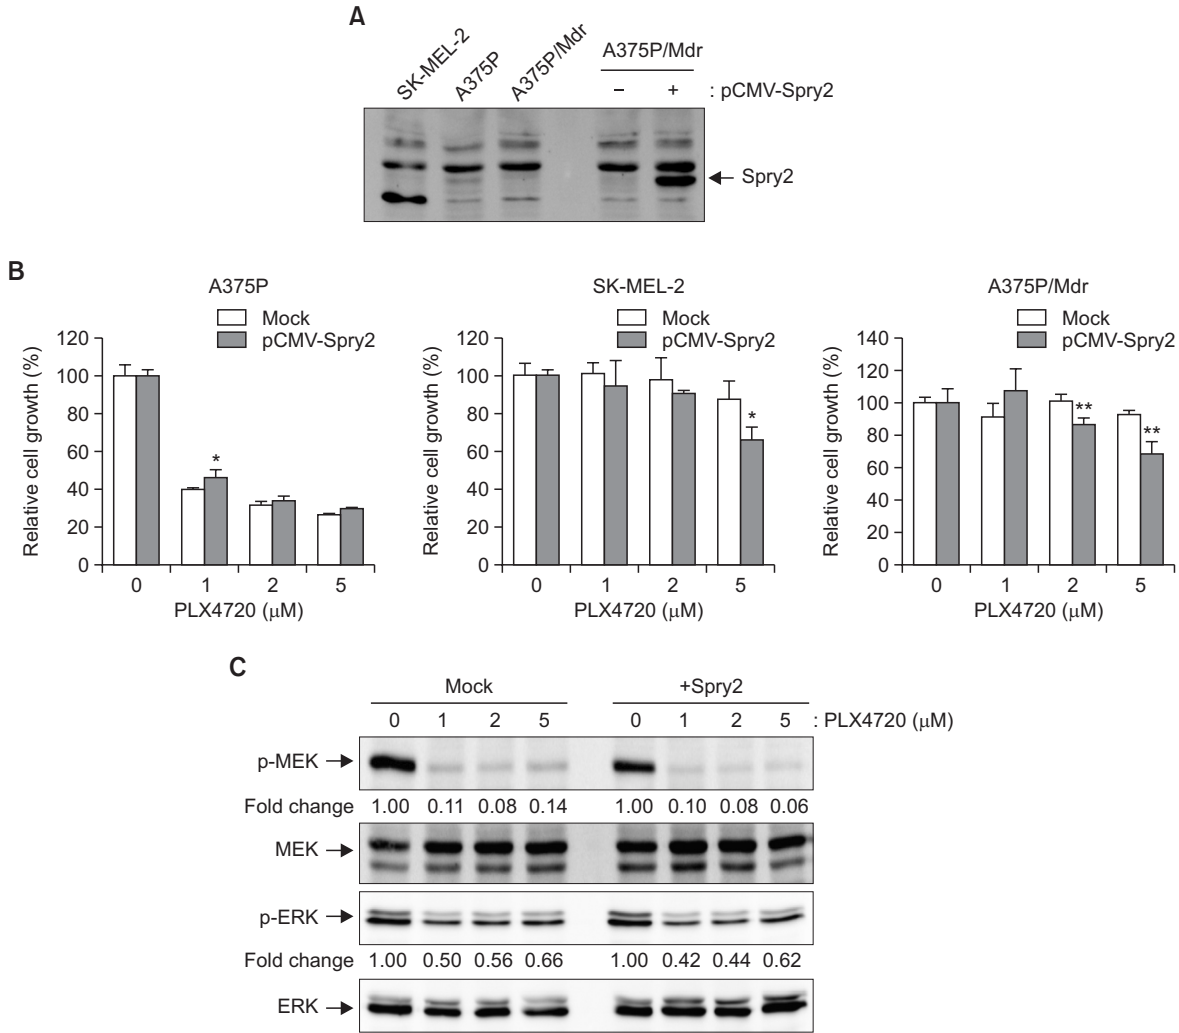 A
SK-MEL-2
A375P
A375P/Mdr
A375P/Mdr
– + : pCMV-Spry2
Spry2
B
A375P
Mock
pCMV-Spry2
Relative cell growth (%)
120
100
80
60
40
20
0
*
0 1 2 5
PLX4720 (μM)
SK-MEL-2
Mock
pCMV-Spry2
Relative cell growth (%)
120
100
80
60
40
20
0
*
0 1 2 5
PLX4720 (μM)
A375P/Mdr
Mock
pCMV-Spry2
Relative cell growth (%)
140
120
100
80
60
40
20
0
**
**
0 1 2 5
PLX4720 (μM)
C
Mock +Spry2
0 1 2 5 0 1 2 5 : PLX4720 (μM)
p-MEK
Fold change 1.00 0.11 0.08 0.14 1.00 0.10 0.08 0.06
MEK
p-ERK
Fold change 1.00 0.50 0.56 0.66 1.00 0.42 0.44 0.62
ERK